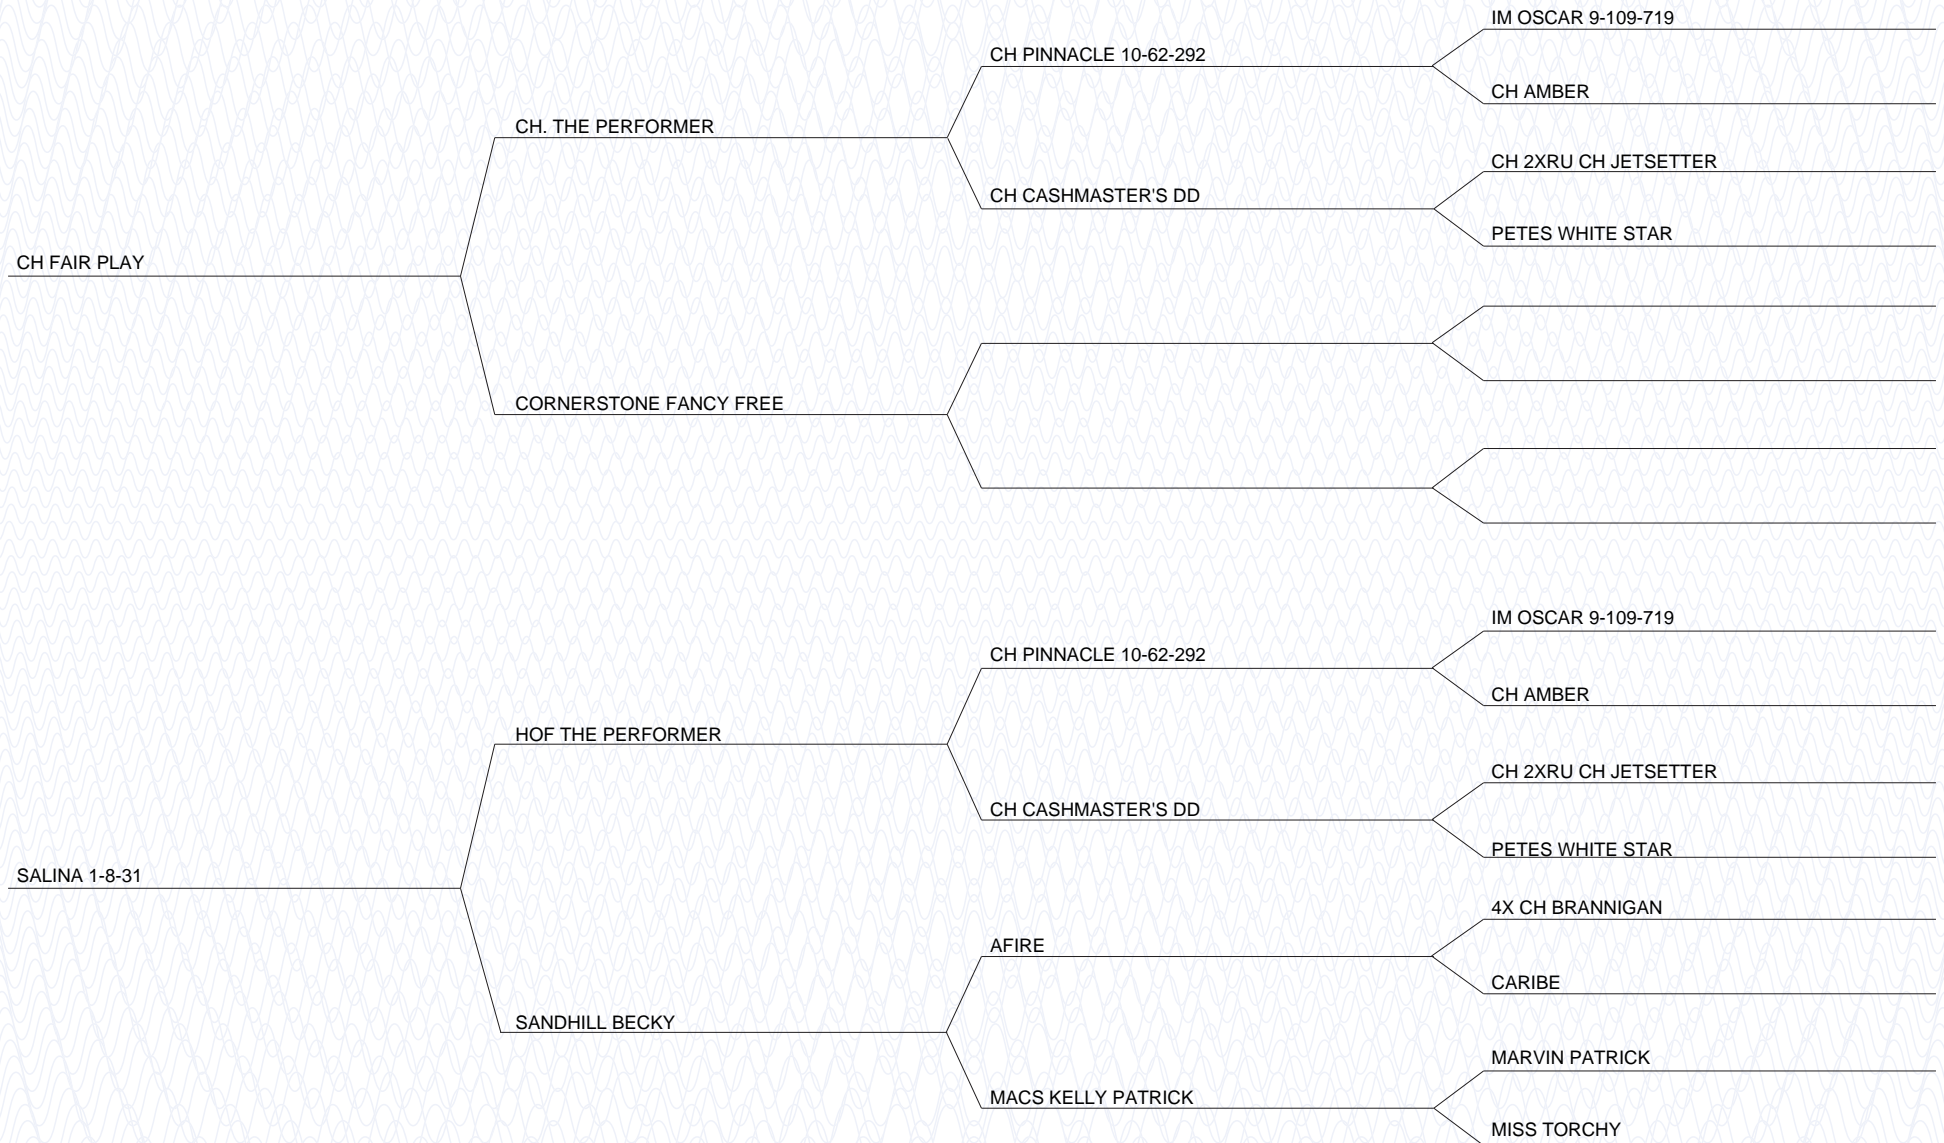 IM OSCAR 9-109-719
CH PINNACLE 10-62-292
CH AMBER
CH. THE PERFORMER
CH 2XRU CH JETSETTER
CH CASHMASTER'S DD
PETES WHITE STAR
CH FAIR PLAY
CORNERSTONE FANCY FREE
IM OSCAR 9-109-719
CH PINNACLE 10-62-292
CH AMBER
HOF THE PERFORMER
CH 2XRU CH JETSETTER
CH CASHMASTER'S DD
PETES WHITE STAR
SALINA 1-8-31
4X CH BRANNIGAN
AFIRE
CARIBE
SANDHILL BECKY
MARVIN PATRICK
MACS KELLY PATRICK
MISS TORCHY